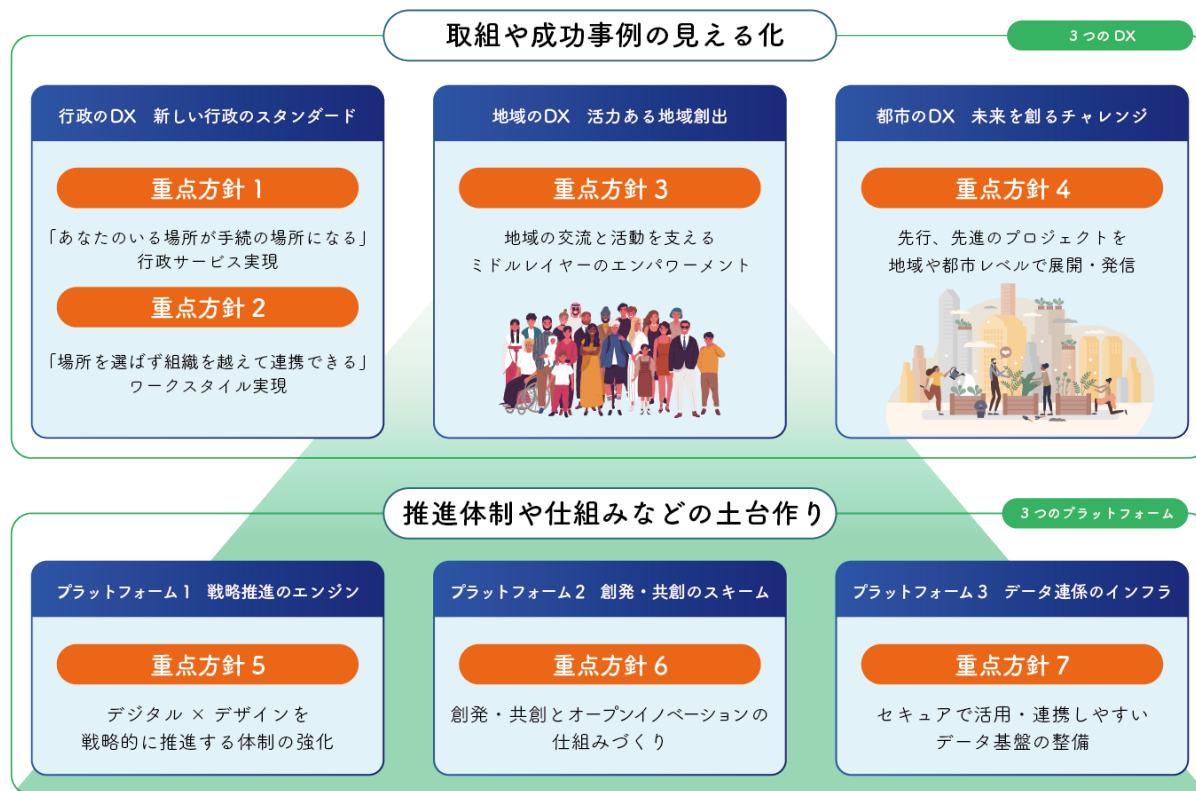 取組や成功事例の見える化
3つのDX
行政のDX 新しい行政のスタンダード
重点方針1
「あなたのいる場所が手続の場所になる」
行政サービス実現
重点方針2
「場所を選ばず組織を越えて連携できる」
ワークスタイル実現
地域のDX 活力ある地域創出
重点方針3
地域の交流と活動を支える
ミドルレイヤーのエンパワーメント
都市のDX 未来を創るチャレンジ
重点方針4
先行、先進のプロジェクトを
地域や都市レベルで展開・発信
推進体制や仕組みなどの土台作り
3つのプラットフォーム
プラットフォーム1 戦略推進のエンジン
重点方針5
デジタル × デザインを
戦略的に推進する体制の強化
プラットフォーム2 創発・共創のスキーム
重点方針6
創発・共創とオープンイノベーションの
仕組みづくり
プラットフォーム3 データ連係のインフラ
重点方針7
セキュアで活用・連携しやすい
データ基盤の整備